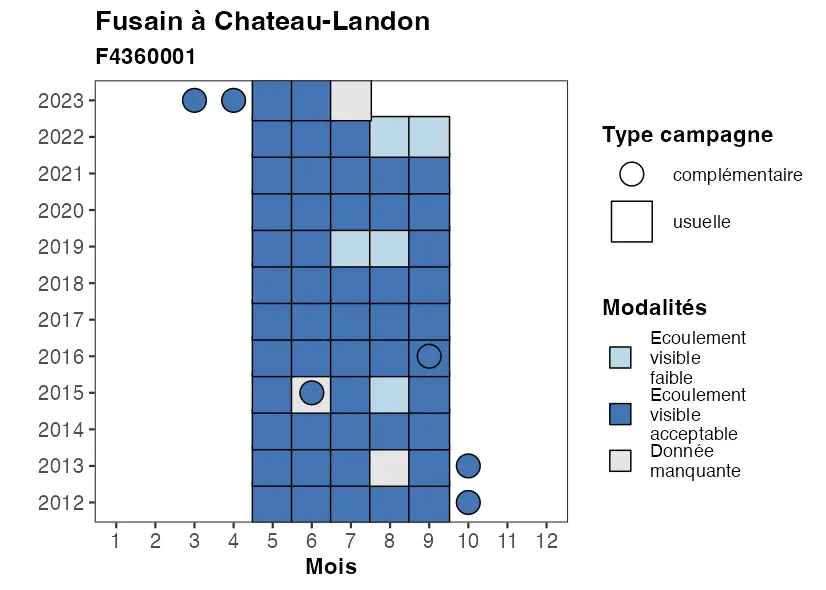 Fusain à Chateau-Landon
F4360001
2023
2022
2021
2020
2019
2018
2017
2016
2015
2014
2013
2012
1 2 3 4 5 6 7 8 9 10 11 12
Mois
Type campagne
complémentaire
usuelle
Modalités
Ecoulement
visible
faible
Ecoulement
visible
acceptable
Donnée
manquante